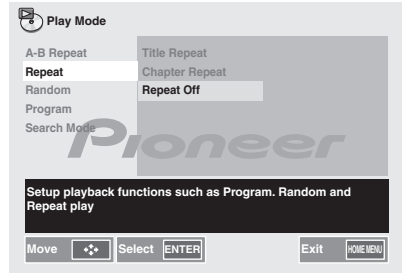 Play Mode
A-B Repeat
Title Repeat
Repeat
Chapter Repeat
Random
Repeat Off
Program
Search Mode
Pioneer
Setup playback functions such as Program. Random and
Repeat play
Move Select ENTER Exit HOME MENU